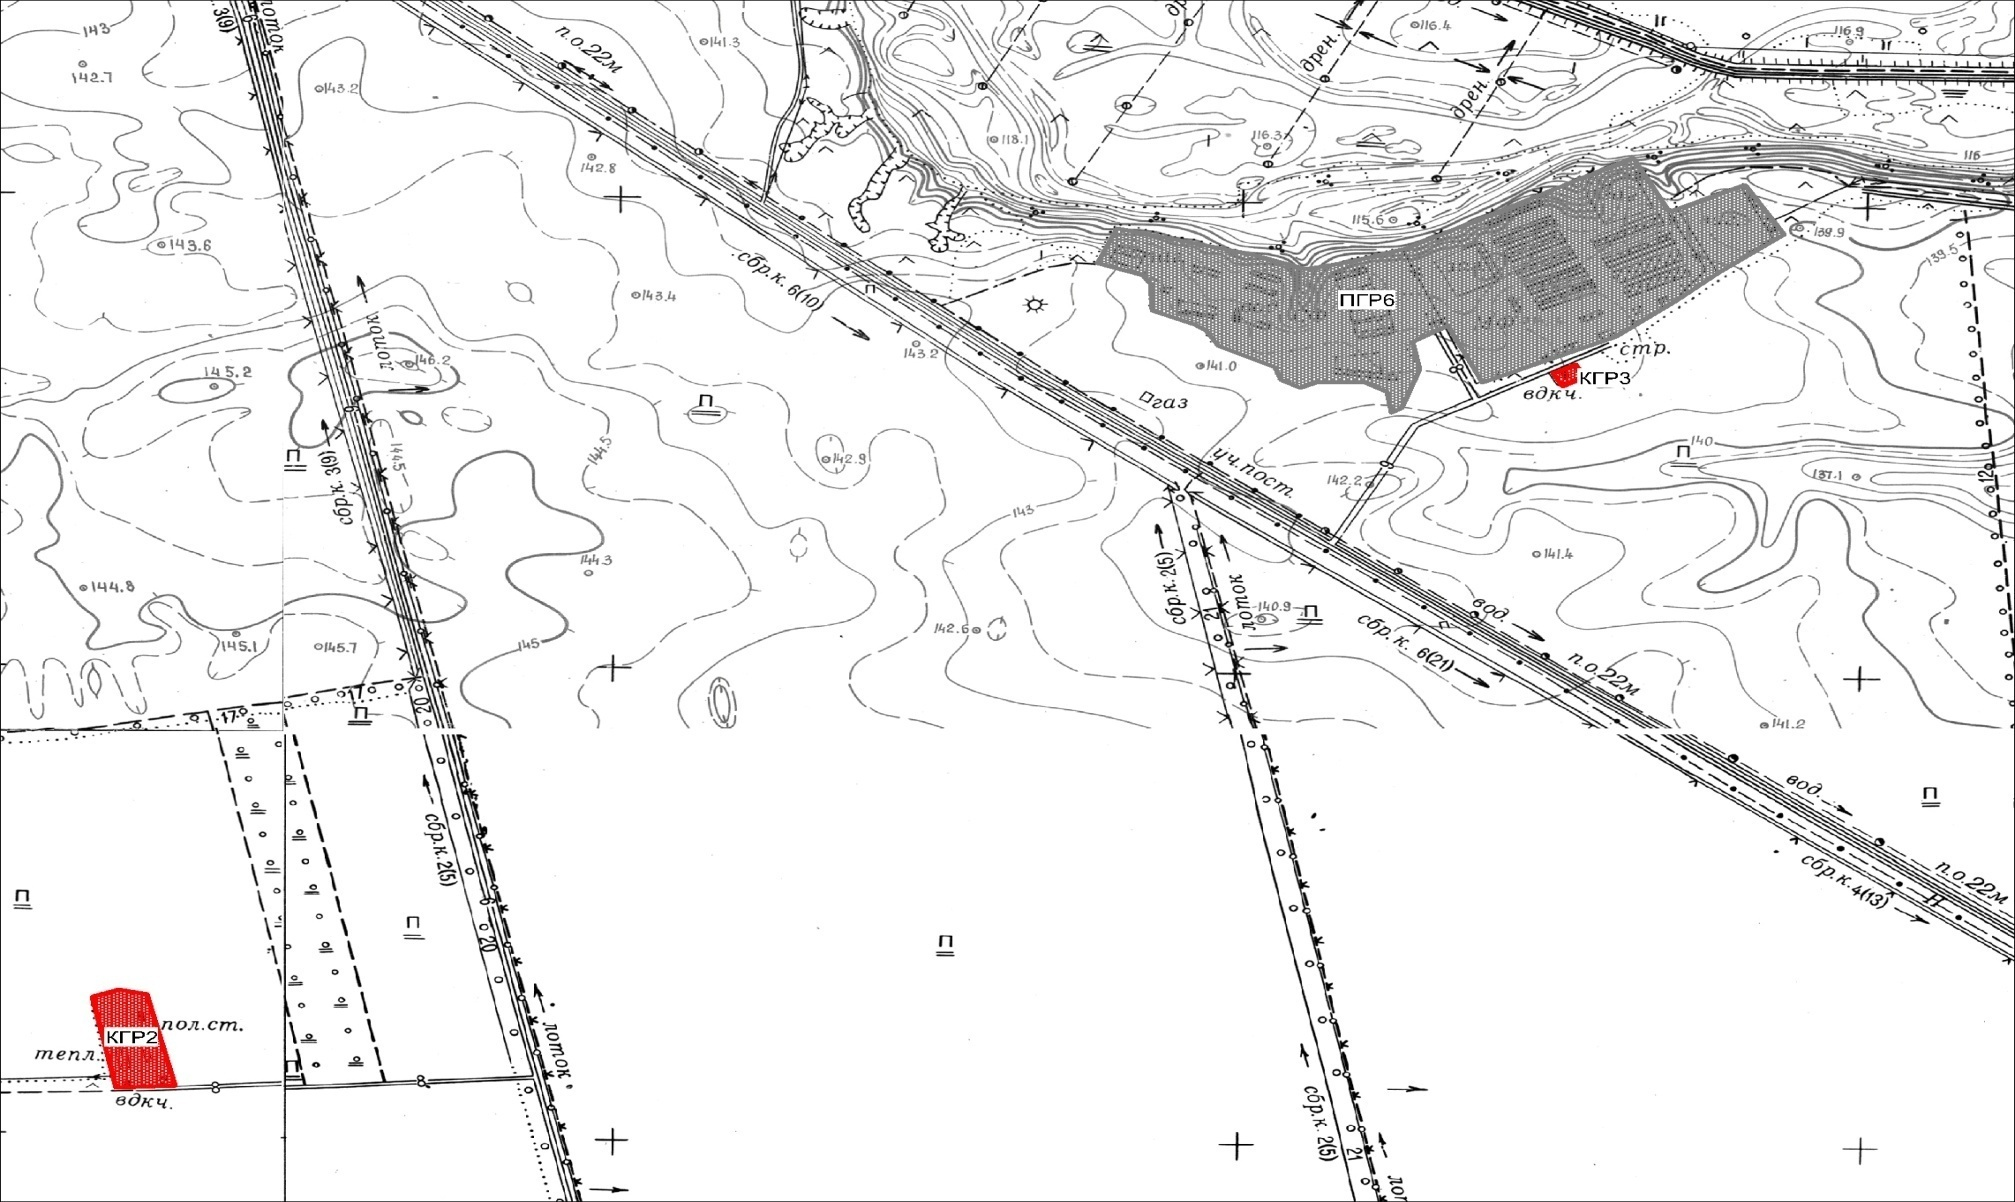 143
142.7
3(9)
лоток
143.2
п.о.22м
141.3
142.8
118.1
116.3
116.4
дрен.
дрен.
116.9
116
115.6
139.9
139.5
143.6
143.4
сбр.к. 6(10)
П
143.2
ПГР6
141.0
стр.
КГР3
вдкч.
лоток
146.2
145.2
П
газ
П
сбр.к. 3(9)
144.5
144.5
142.9
уч.пост.
142.2
140
П
137.1
12
143
141.4
144.3
144.8
145.1
145.7
145
142.6
сбр.к. 2(5)
21
лоток
140.9
П
вод.
сбр.к. 6(21)
п.о.22м
141.2
17
П
20
сбр.к.2(5)
вод.
П
п.о.22м
сбр.к.4(13)
П
П
20
П
КГР2
пол.ст.
тепл.
П
вдкч.
8
8
лоток
сбр.к. 2(5)
21